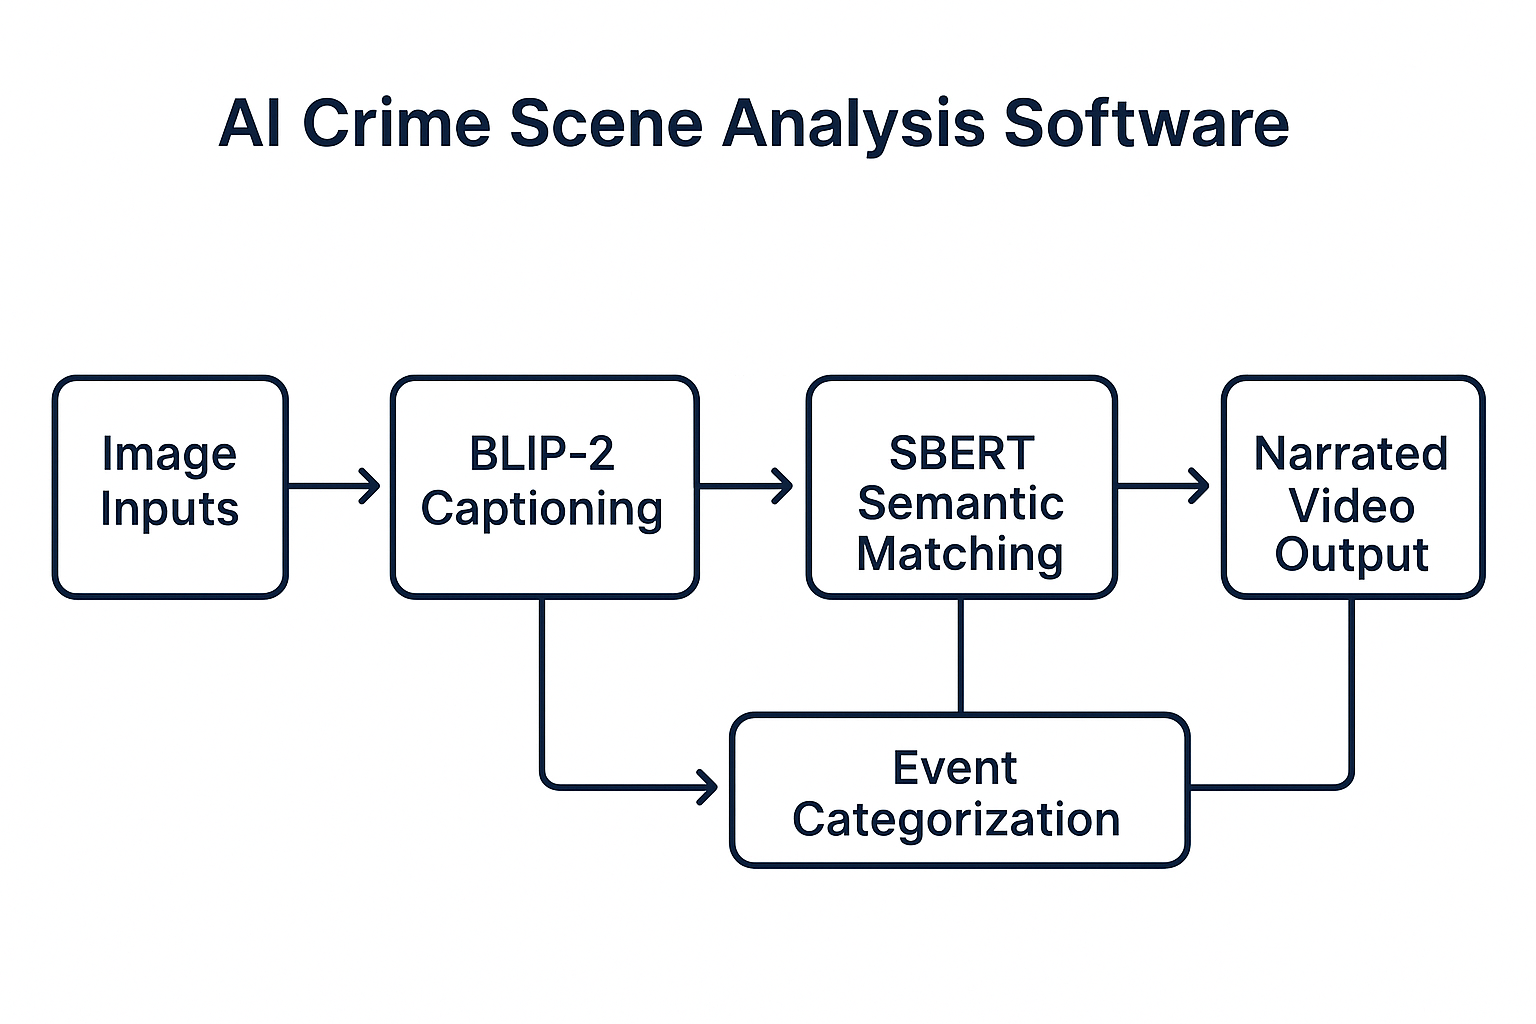 AI Crime Scene Analysis Software
Image
Inputs
BLIP-2
Captioning
SBERT
Semantic
Matching
Narrated
Video
Output
Event
Categorization